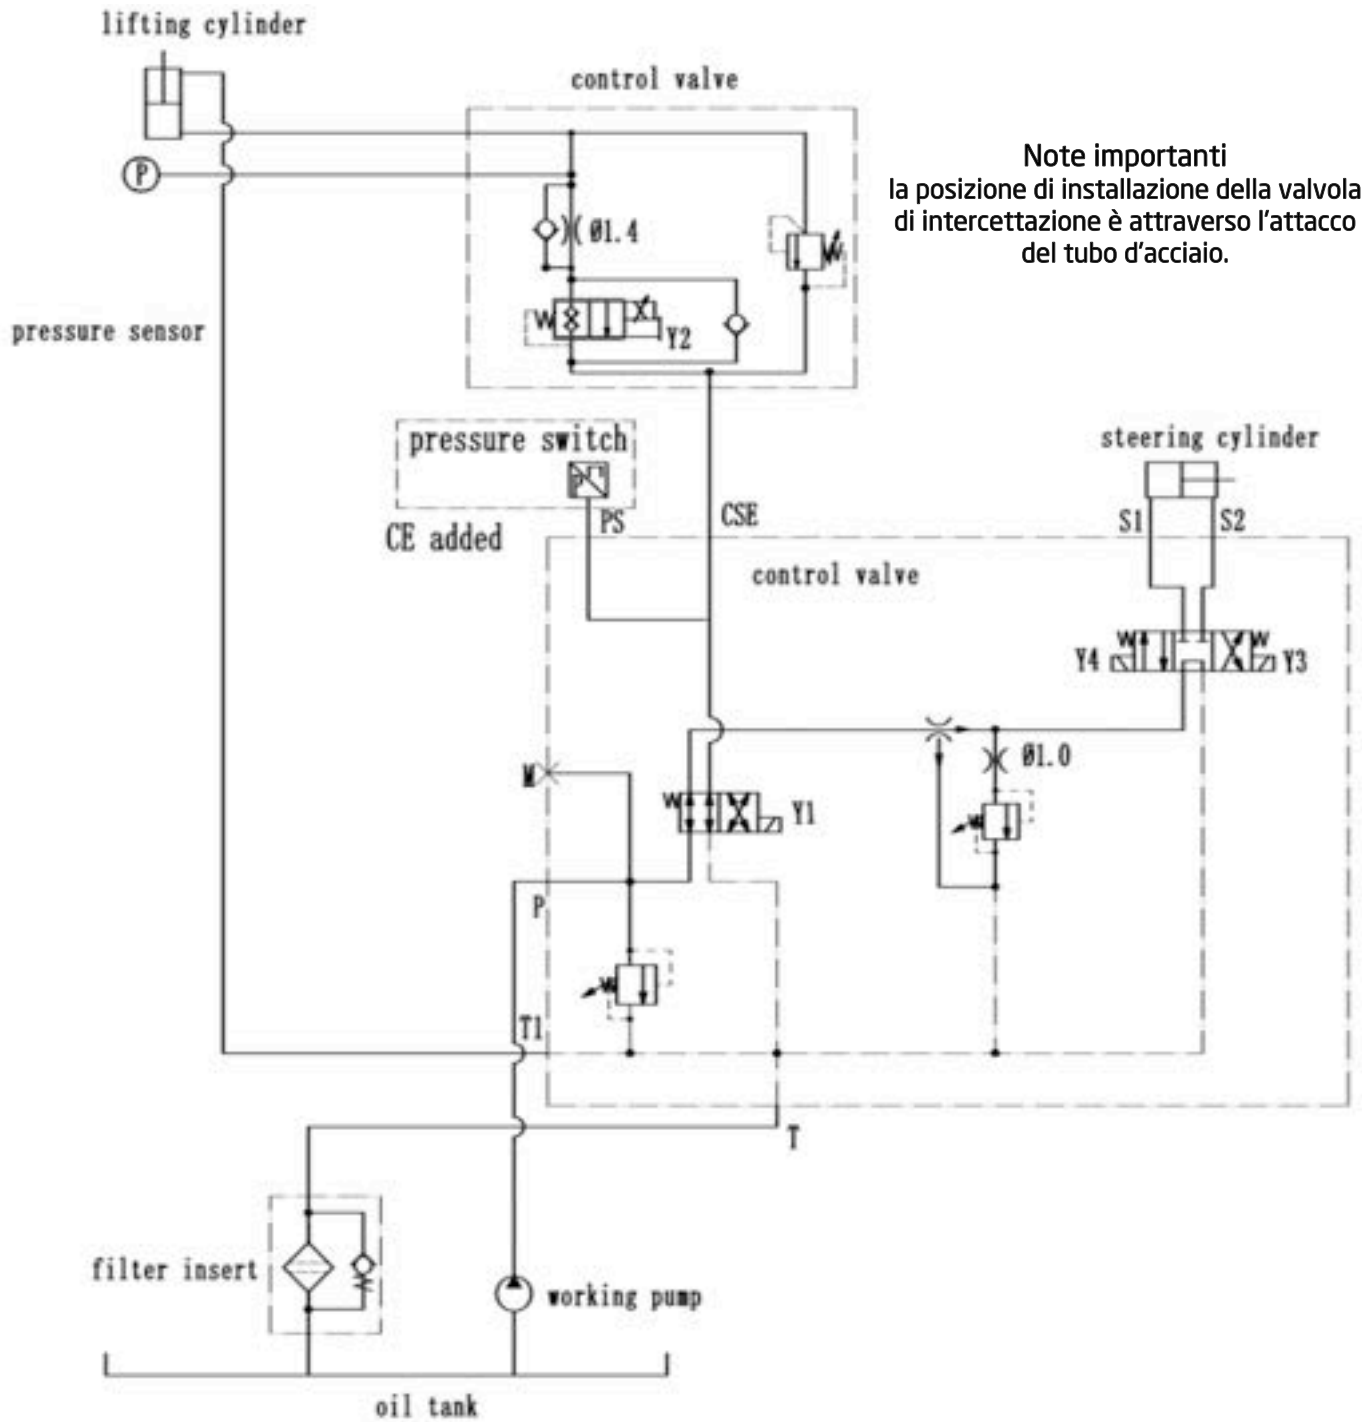 lifting cylinder
control valve
Note importanti
la posizione di installazione della valvola
di intercettazione è attraverso l'attacco
del tubo d'acciaio.
P
Ø1.4
pressure sensor
Y2
pressure switch
P
steering cylinder
PS
CSE
S1
S2
CE added
control valve
Y4
Y3
Ø1.0
M
Y1
P
T1
T
filter insert
working pump
oil tank